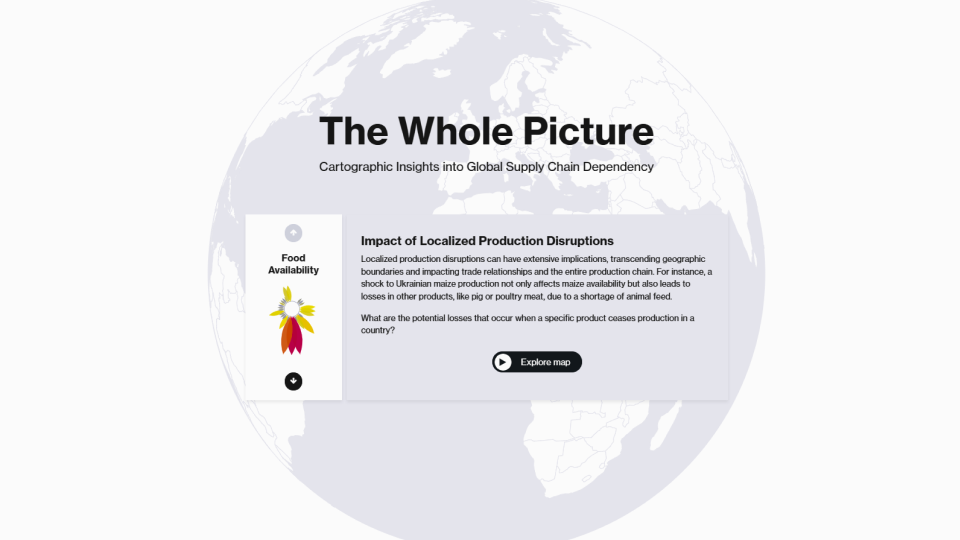 The Whole Picture
Cartographic Insights into Global Supply Chain Dependency
Food
Availability
Impact of Localized Production Disruptions
Localized production disruptions can have extensive implications, transcending geographic
boundaries and impacting trade relationships and the entire production chain. For instance, a
shock to Ukrainian maize production not only affects maize availability but also leads to
losses in other products, like pig or poultry meat, due to a shortage of animal feed.
What are the potential losses that occur when a specific product ceases production in a
country?
Explore map